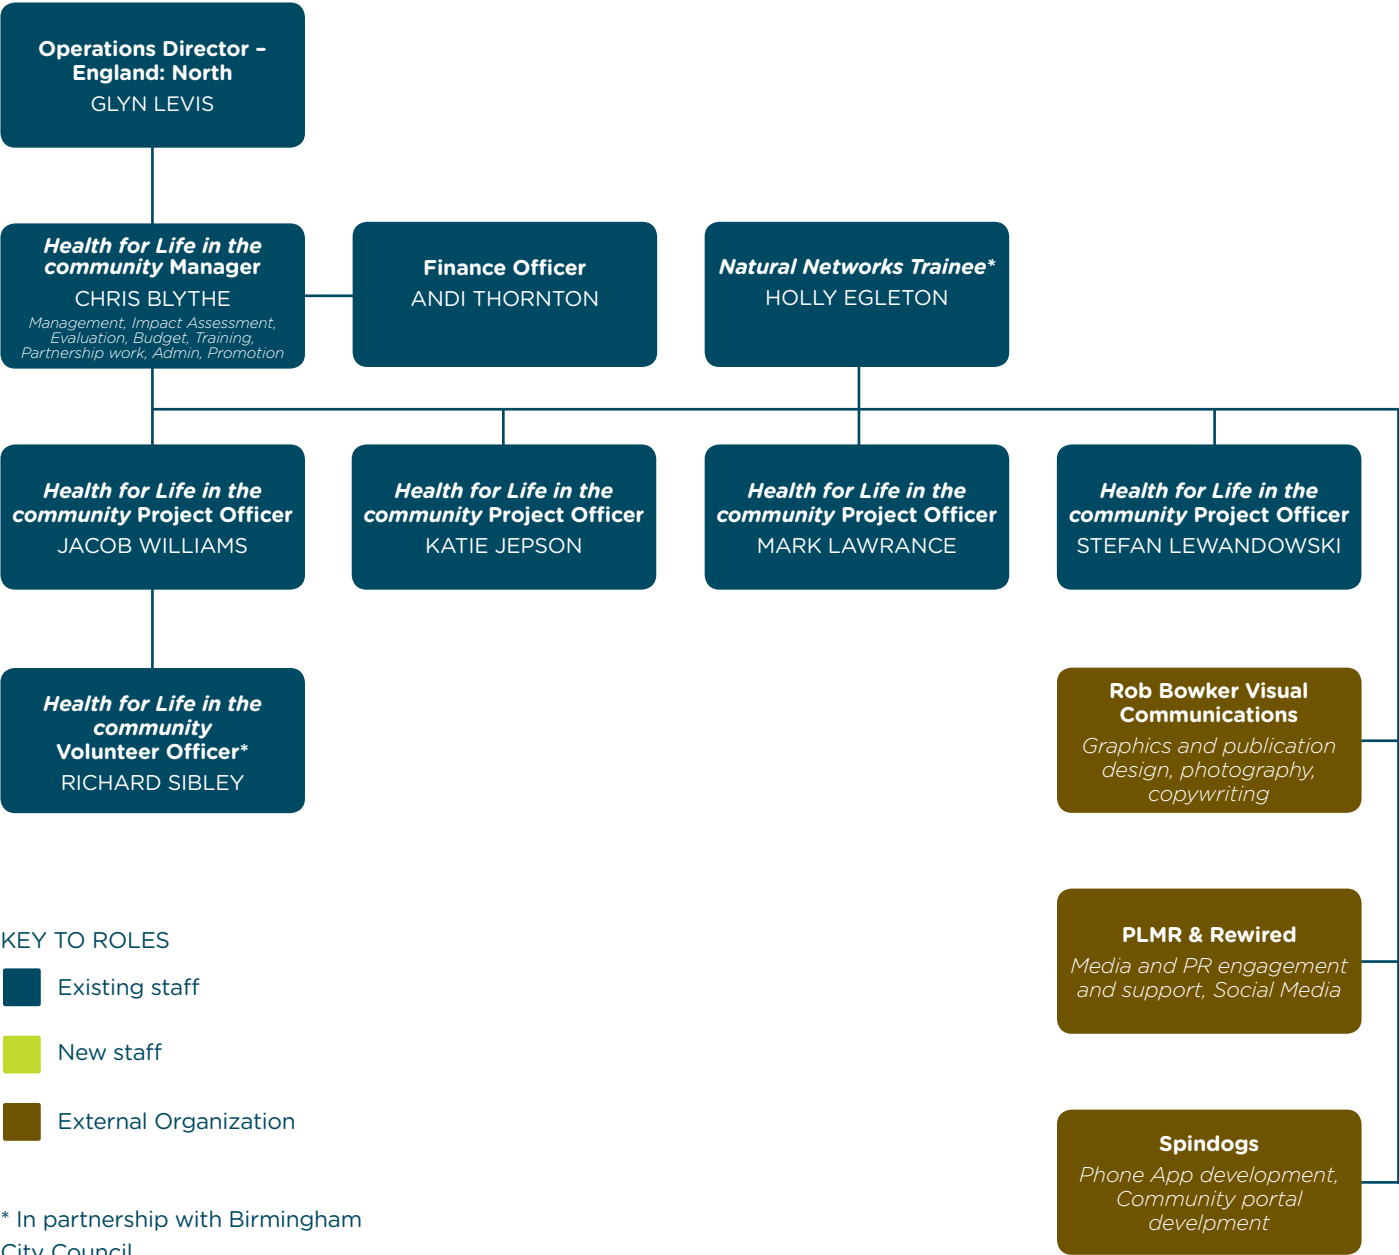 Operations Director –
England: North
GLYN LEVIS
Health for Life in the
community Manager
CHRIS BLYTHE
Management, Impact Assessment,
Evaluation, Budget, Training,
Partnership work, Admin, Promotion
Finance Officer
ANDI THORNTON
Natural Networks Trainee*
HOLLY EGLETON
Health for Life in the
community Project Officer
JACOB WILLIAMS
Health for Life in the
community Project Officer
KATIE JEPSON
Health for Life in the
community Project Officer
MARK LAWRANCE
Health for Life in the
community Project Officer
STEFAN LEWANDOWSKI
Health for Life in the
community
Volunteer Officer*
RICHARD SIBLEY
Rob Bowker Visual
Communications
Graphics and publication
design, photography,
copywriting
PLMR & Rewired
Media and PR engagement
and support, Social Media
Spindogs
Phone App development,
Community portal
develpment
KEY TO ROLES
Existing staff
New staff
External Organization
* In partnership with Birmingham
City Council